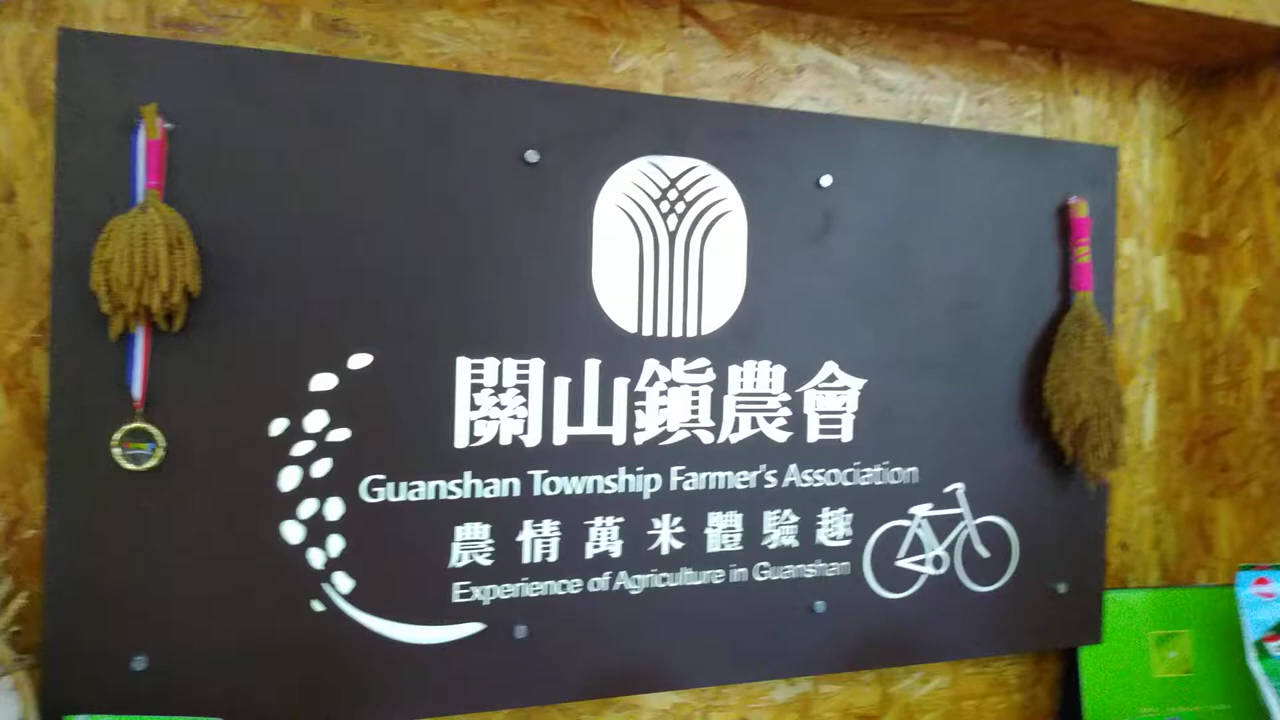 關山鎮農會
Guanshan Township Farmer's Association
農情萬米體驗趣
Experience of Agriculture in Guanshan